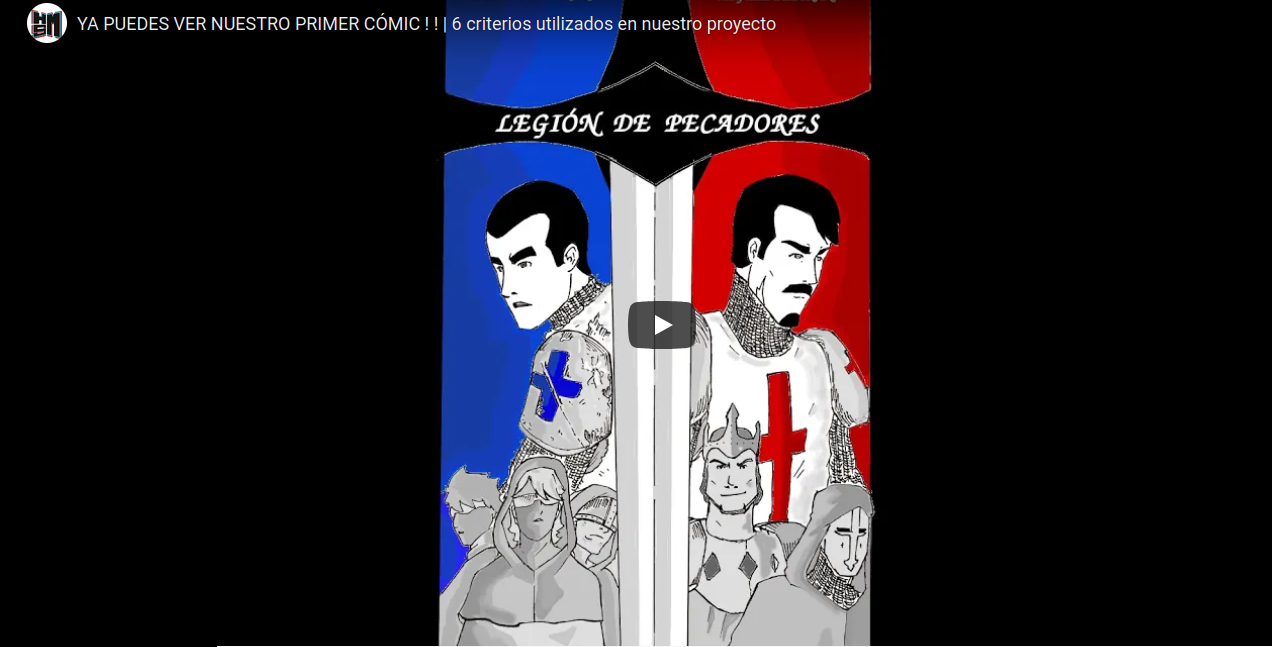 YA PUEDES VER NUESTRO PRIMER CÓMIC ! ! | 6 criterios utilizados en nuestro proyecto
LEGIÓN DE PECADORES